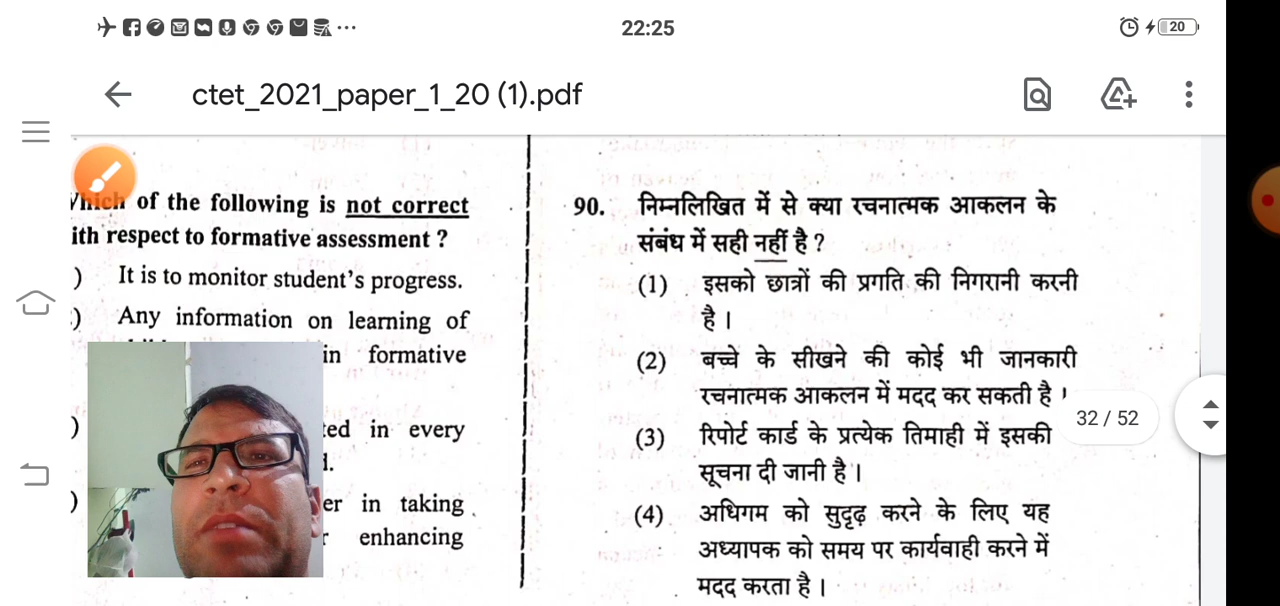 22:25
20
ctet_2021_paper_1_20 (1).pdf
of the following is not correct
ith respect to formative assessment ?
) It is to monitor student's progress.
:) Any information on learning of
in formative
) ted in every
) er in taking
enhancing
90. निम्नलिखित में से क्या रचनात्मक आकलन के
संबंध में सही नहीं है ?
(1) इसको छात्रों की प्रगति की निगरानी करनी
है ।
(2) बच्चे के सीखने की कोई भी जानकारी
रचनात्मक आकलन में मदद कर सकती है ।
(3) रिपोर्ट कार्ड के प्रत्येक तिमाही में इसकी
सूचना दी जानी है ।
(4) अधिगम को सुदृढ़ करने के लिए यह
अध्यापक को समय पर कार्यवाही करने में
मदद करता है ।
32 / 52